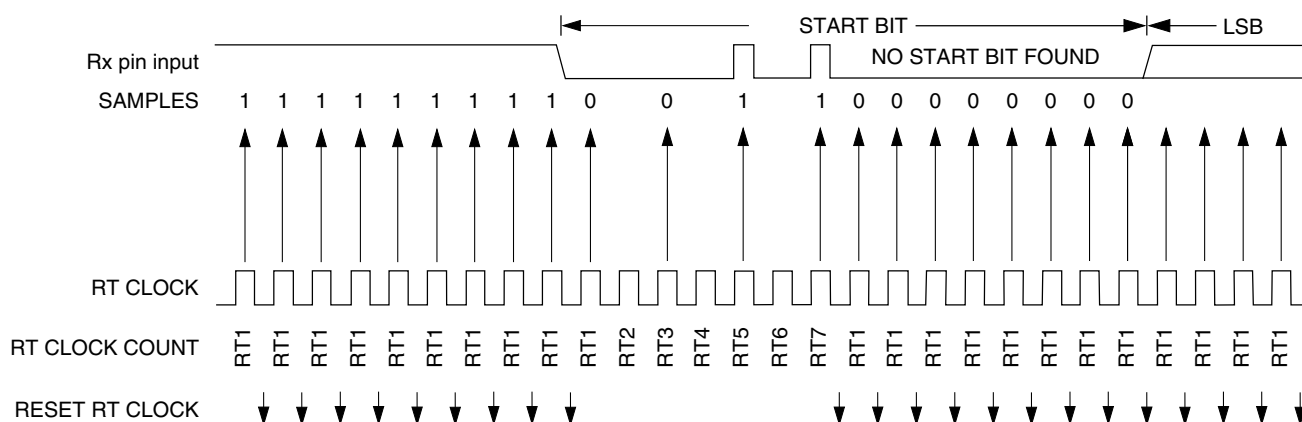 START BIT LSB
Rx pin input NO START BIT FOUND
SAMPLES 1 1 1 1 1 1 1 1 1 0 0 1 1 0 0 0 0 0 0 0 0
RT CLOCK
RT CLOCK COUNT RT1 RT1 RT1 RT1 RT1 RT1 RT1 RT1 RT1 RT1 RT2 RT3 RT4 RT5 RT6 RT7 RT1 RT1 RT1 RT1 RT1 RT1 RT1 RT1 RT1 RT1 RT1 RT1
RESET RT CLOCK